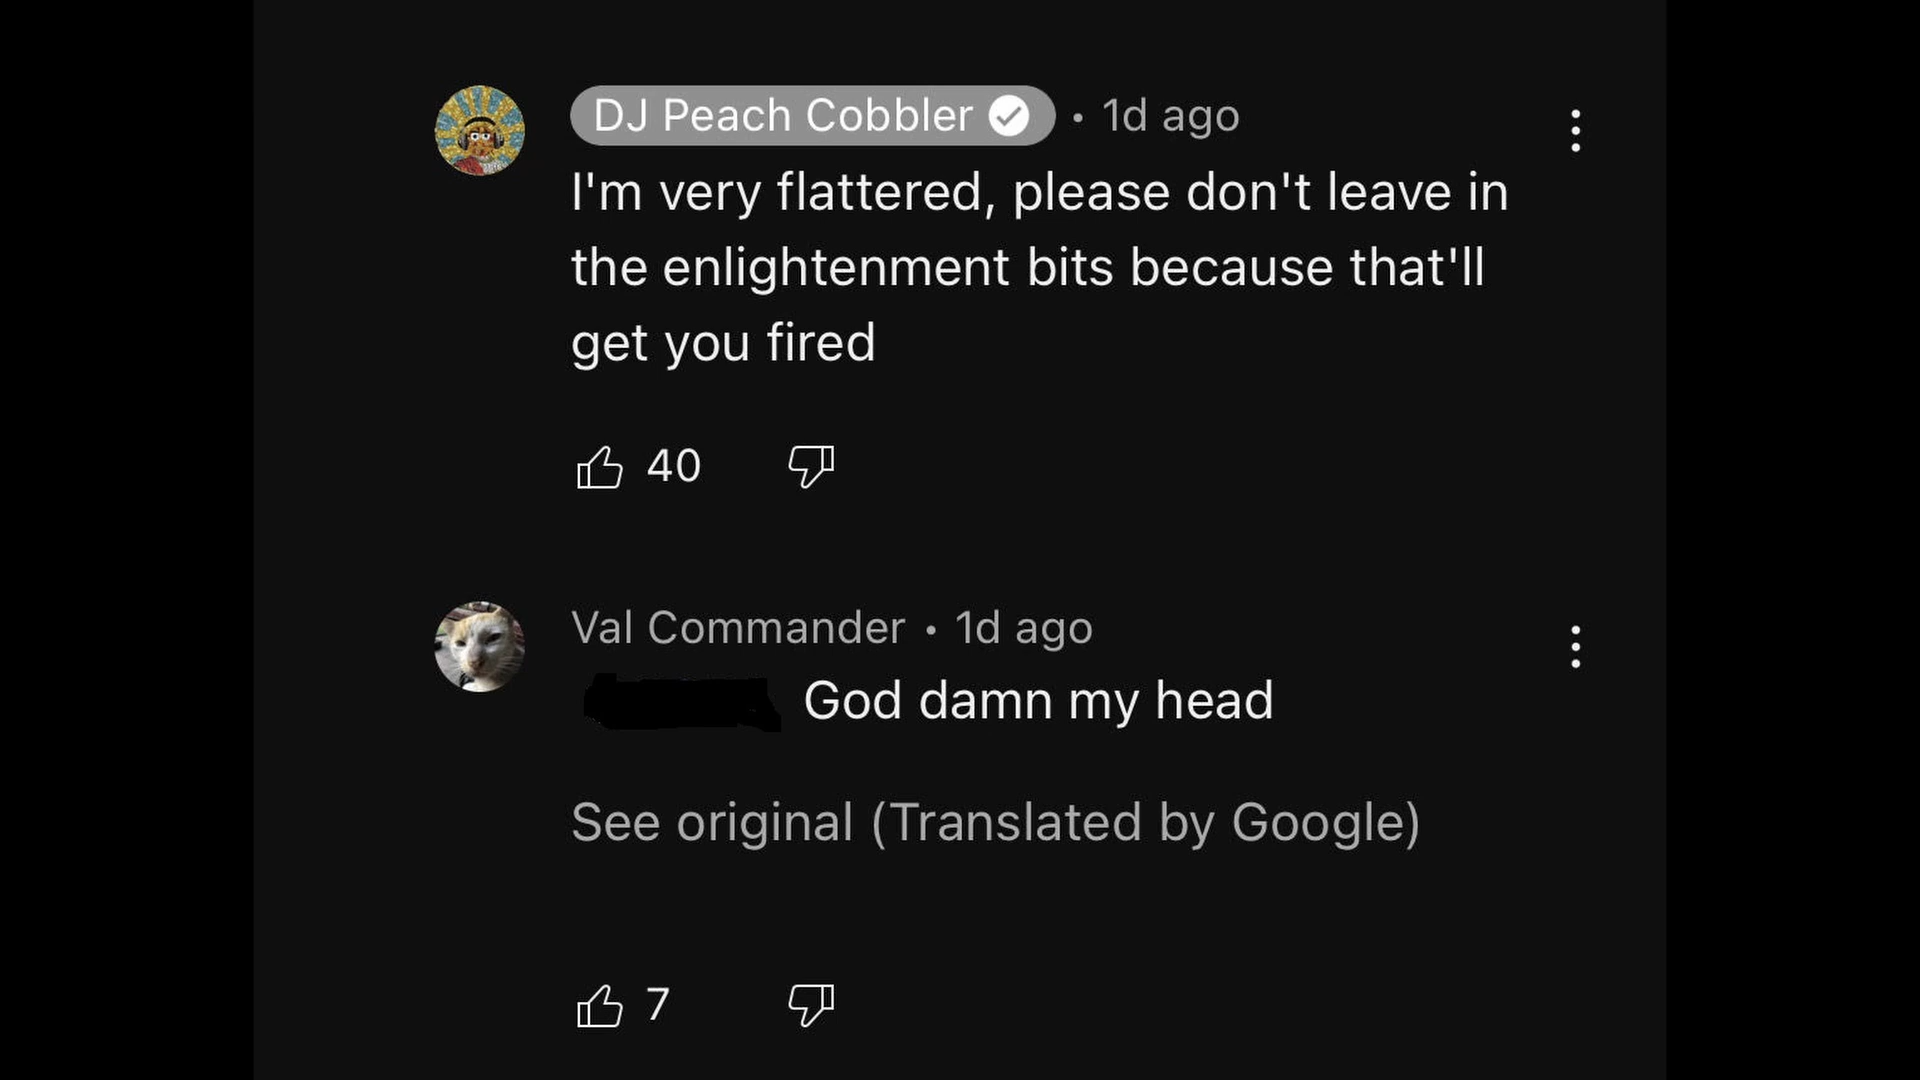 DJ Peach Cobbler • 1d ago
I'm very flattered, please don't leave in
the enlightenment bits because that'll
get you fired
40
Val Commander • 1d ago
God damn my head
See original (Translated by Google)
7